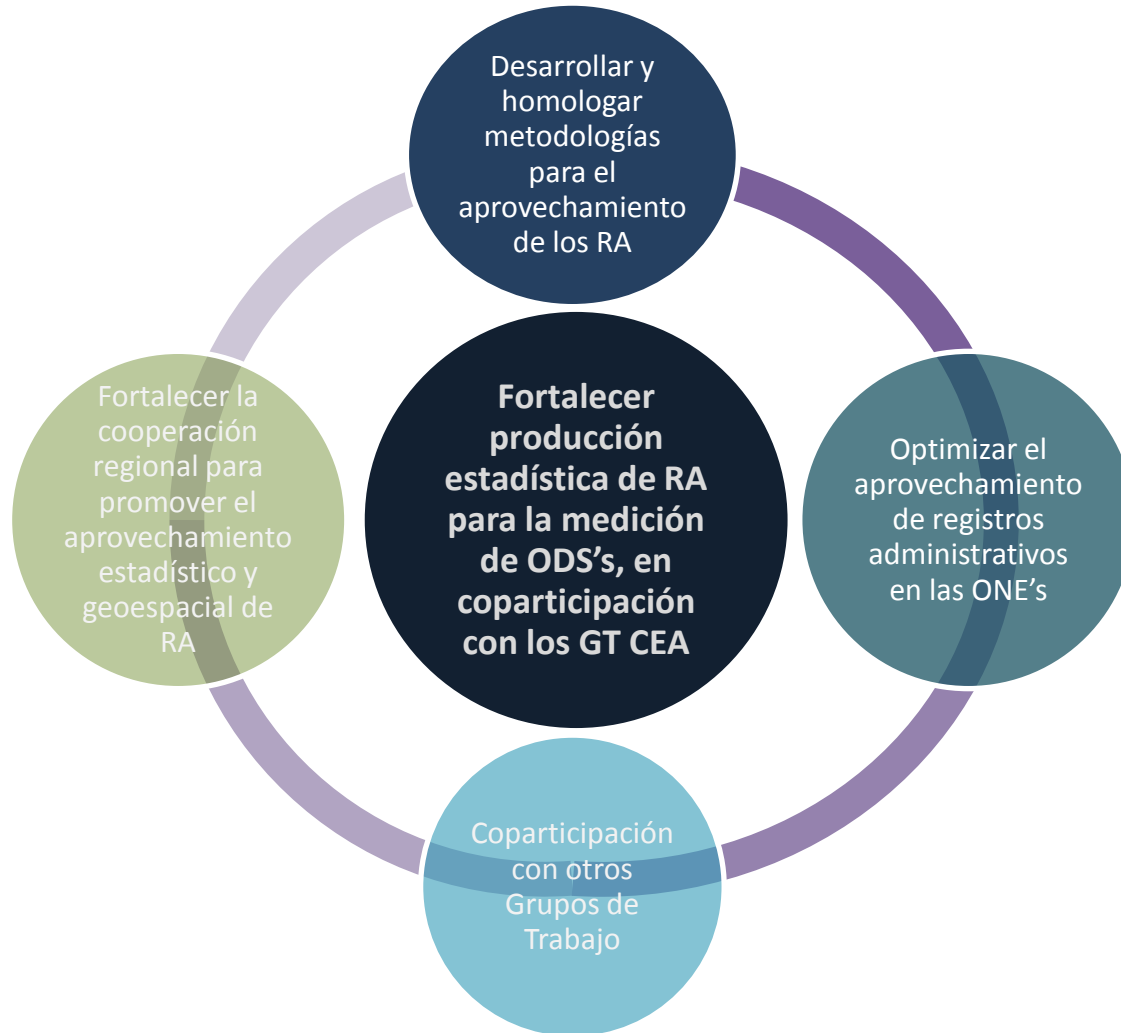 Desarrollar y
homologar
metodologías
para el
aprovechamiento
de los RA
Fortalecer la
cooperación
regional para
promover el
aprovechamiento
estadístico y
geoespacial de
RA
Fortalecer
producción
estadística de RA
para la medición
de ODS's, en
coparticipación
con los GT CEA
Optimizar el
aprovechamiento
de registros
administrativos
en las ONE's
Coparticipación
con otros
Grupos de
Trabajo